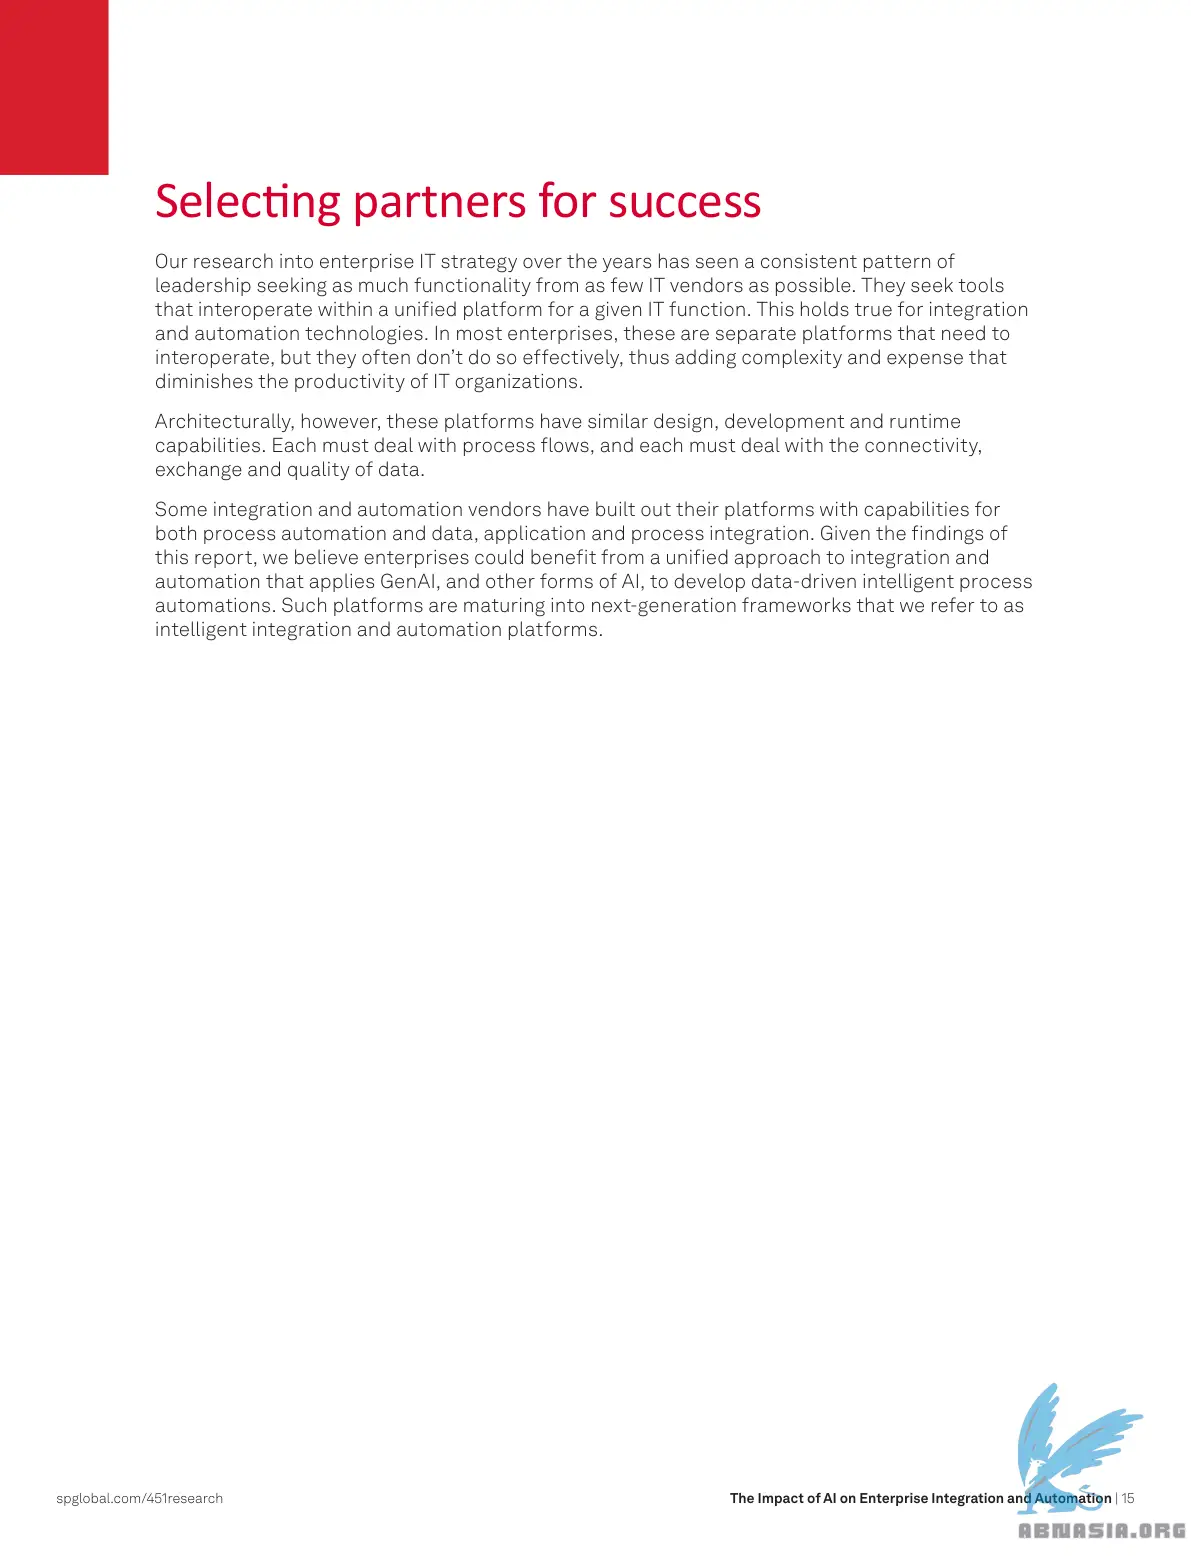 Selecting partners for success
Our research into enterprise IT strategy over the years has seen a consistent pattern of
leadership seeking as much functionality from as few IT vendors as possible. They seek tools
that interoperate within a unified platform for a given IT function. This holds true for integration
and automation technologies. In most enterprises, these are separate platforms that need to
interoperate, but they often don’t do so effectively, thus adding complexity and expense that
diminishes the productivity of IT organizations.
Architecturally, however, these platforms have similar design, development and runtime
capabilities. Each must deal with process flows, and each must deal with the connectivity,
exchange and quality of data.
Some integration and automation vendors have built out their platforms with capabilities for
both process automation and data, application and process integration. Given the findings of
this report, we believe enterprises could benefit from a unified approach to integration and
automation that applies GenAI, and other forms of AI, to develop data-driven intelligent process
automations. Such platforms are maturing into next-generation frameworks that we refer to as
intelligent integration and automation platforms.
spglobal.com/451research
The Impact of AI on Enterprise Integration and Automation | 15
ABNASIA.ORG